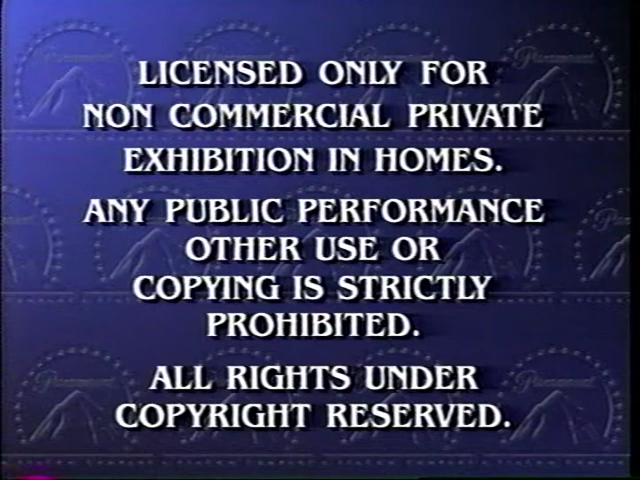 LICENSED ONLY FOR
NON COMMERCIAL PRIVATE
EXHIBITION IN HOMES.
ANY PUBLIC PERFORMANCE
OTHER USE OR
COPYING IS STRICTLY
PROHIBITED.
ALL RIGHTS UNDER
COPYRIGHT RESERVED.